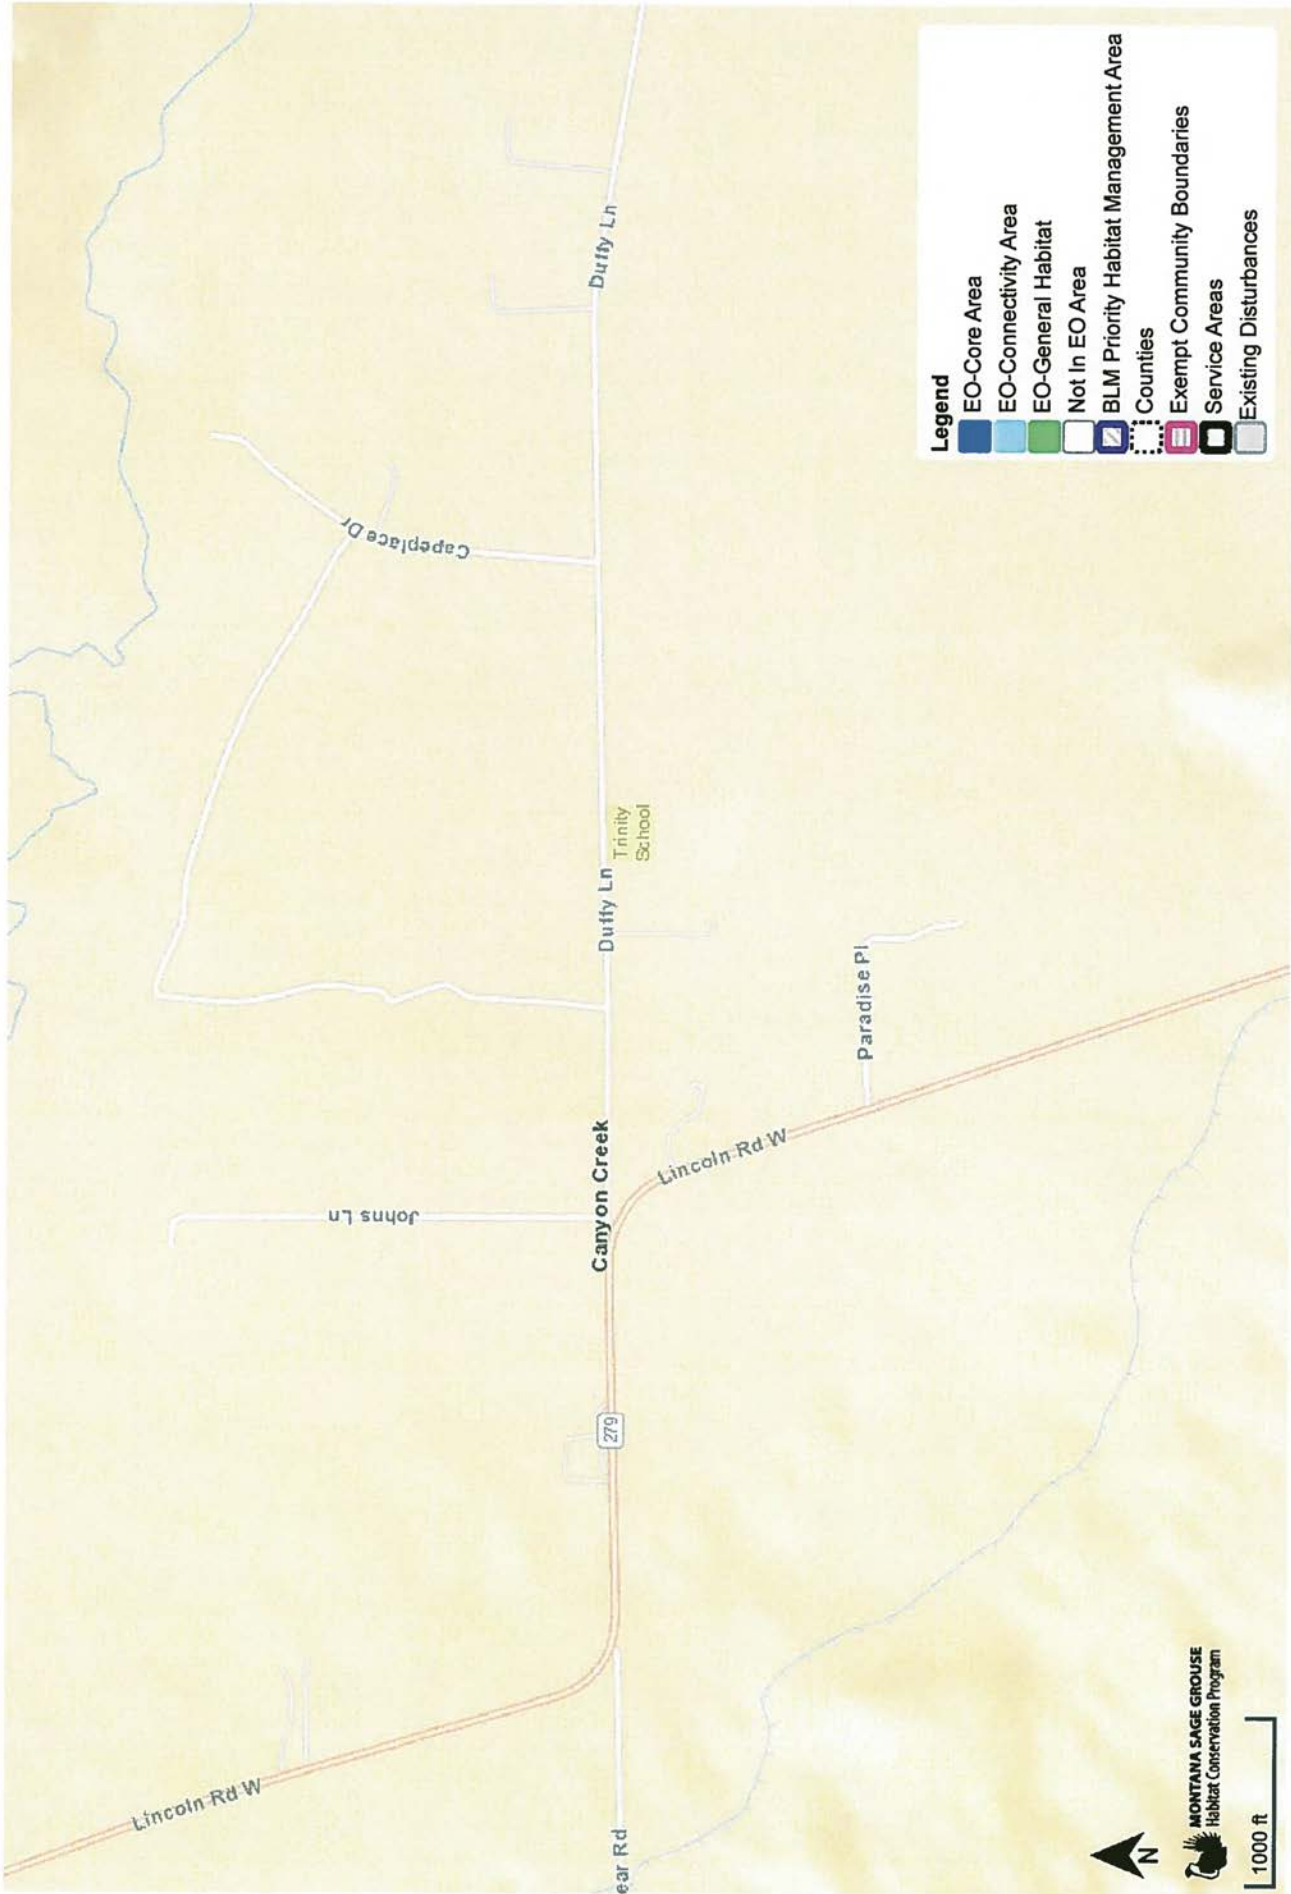 Lincoln Rd W
Johns Ln
Capeplace Dr
279
Canyon Creek
Duffy Ln
Trinity
School
Duffy Ln
ear Rd
Lincoln Rd W
Paradise Pl
N
MONTANA SAGE GROUSE
Habitat Conservation Program
1000 ft
Legend
EO-Core Area
EO-Connectivity Area
EO-General Habitat
Not In EO Area
BLM Priority Habitat Management Area
Counties
Exempt Community Boundaries
Service Areas
Existing Disturbances